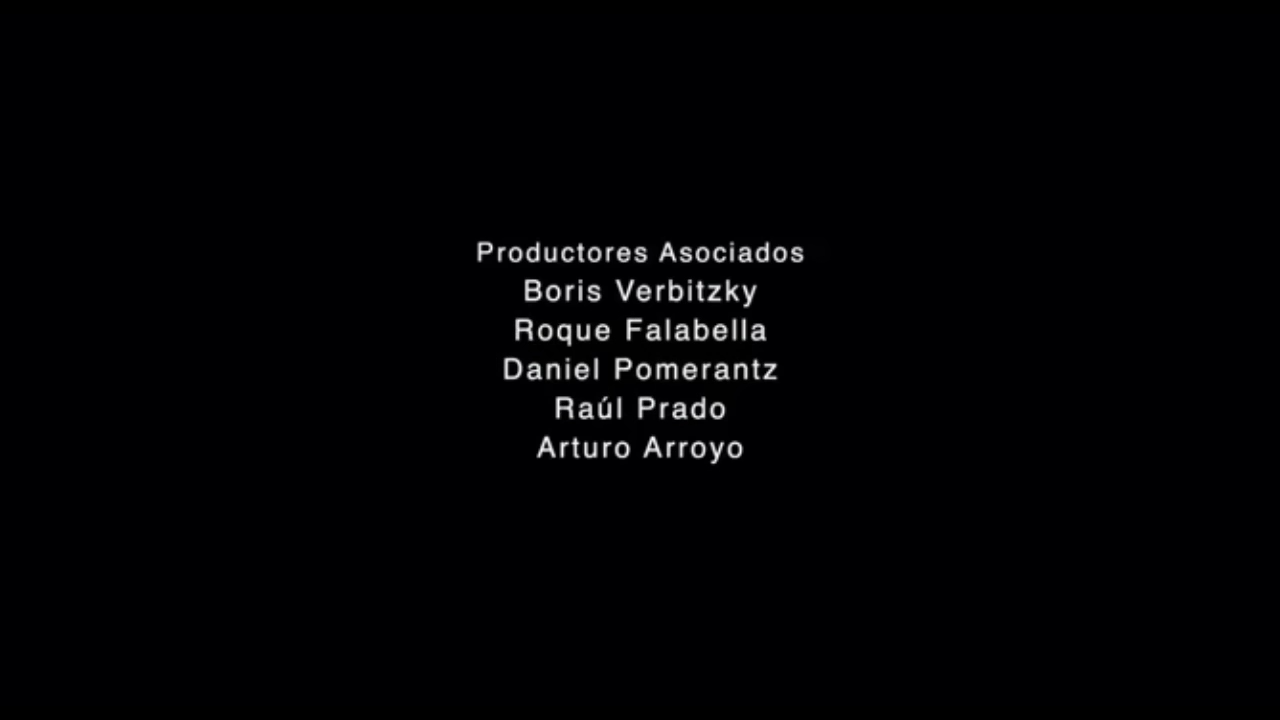 Productores Asociados
Boris Verbitzky
Roque Falabella
Daniel Pomerantz
Raúl Prado
Arturo Arroyo